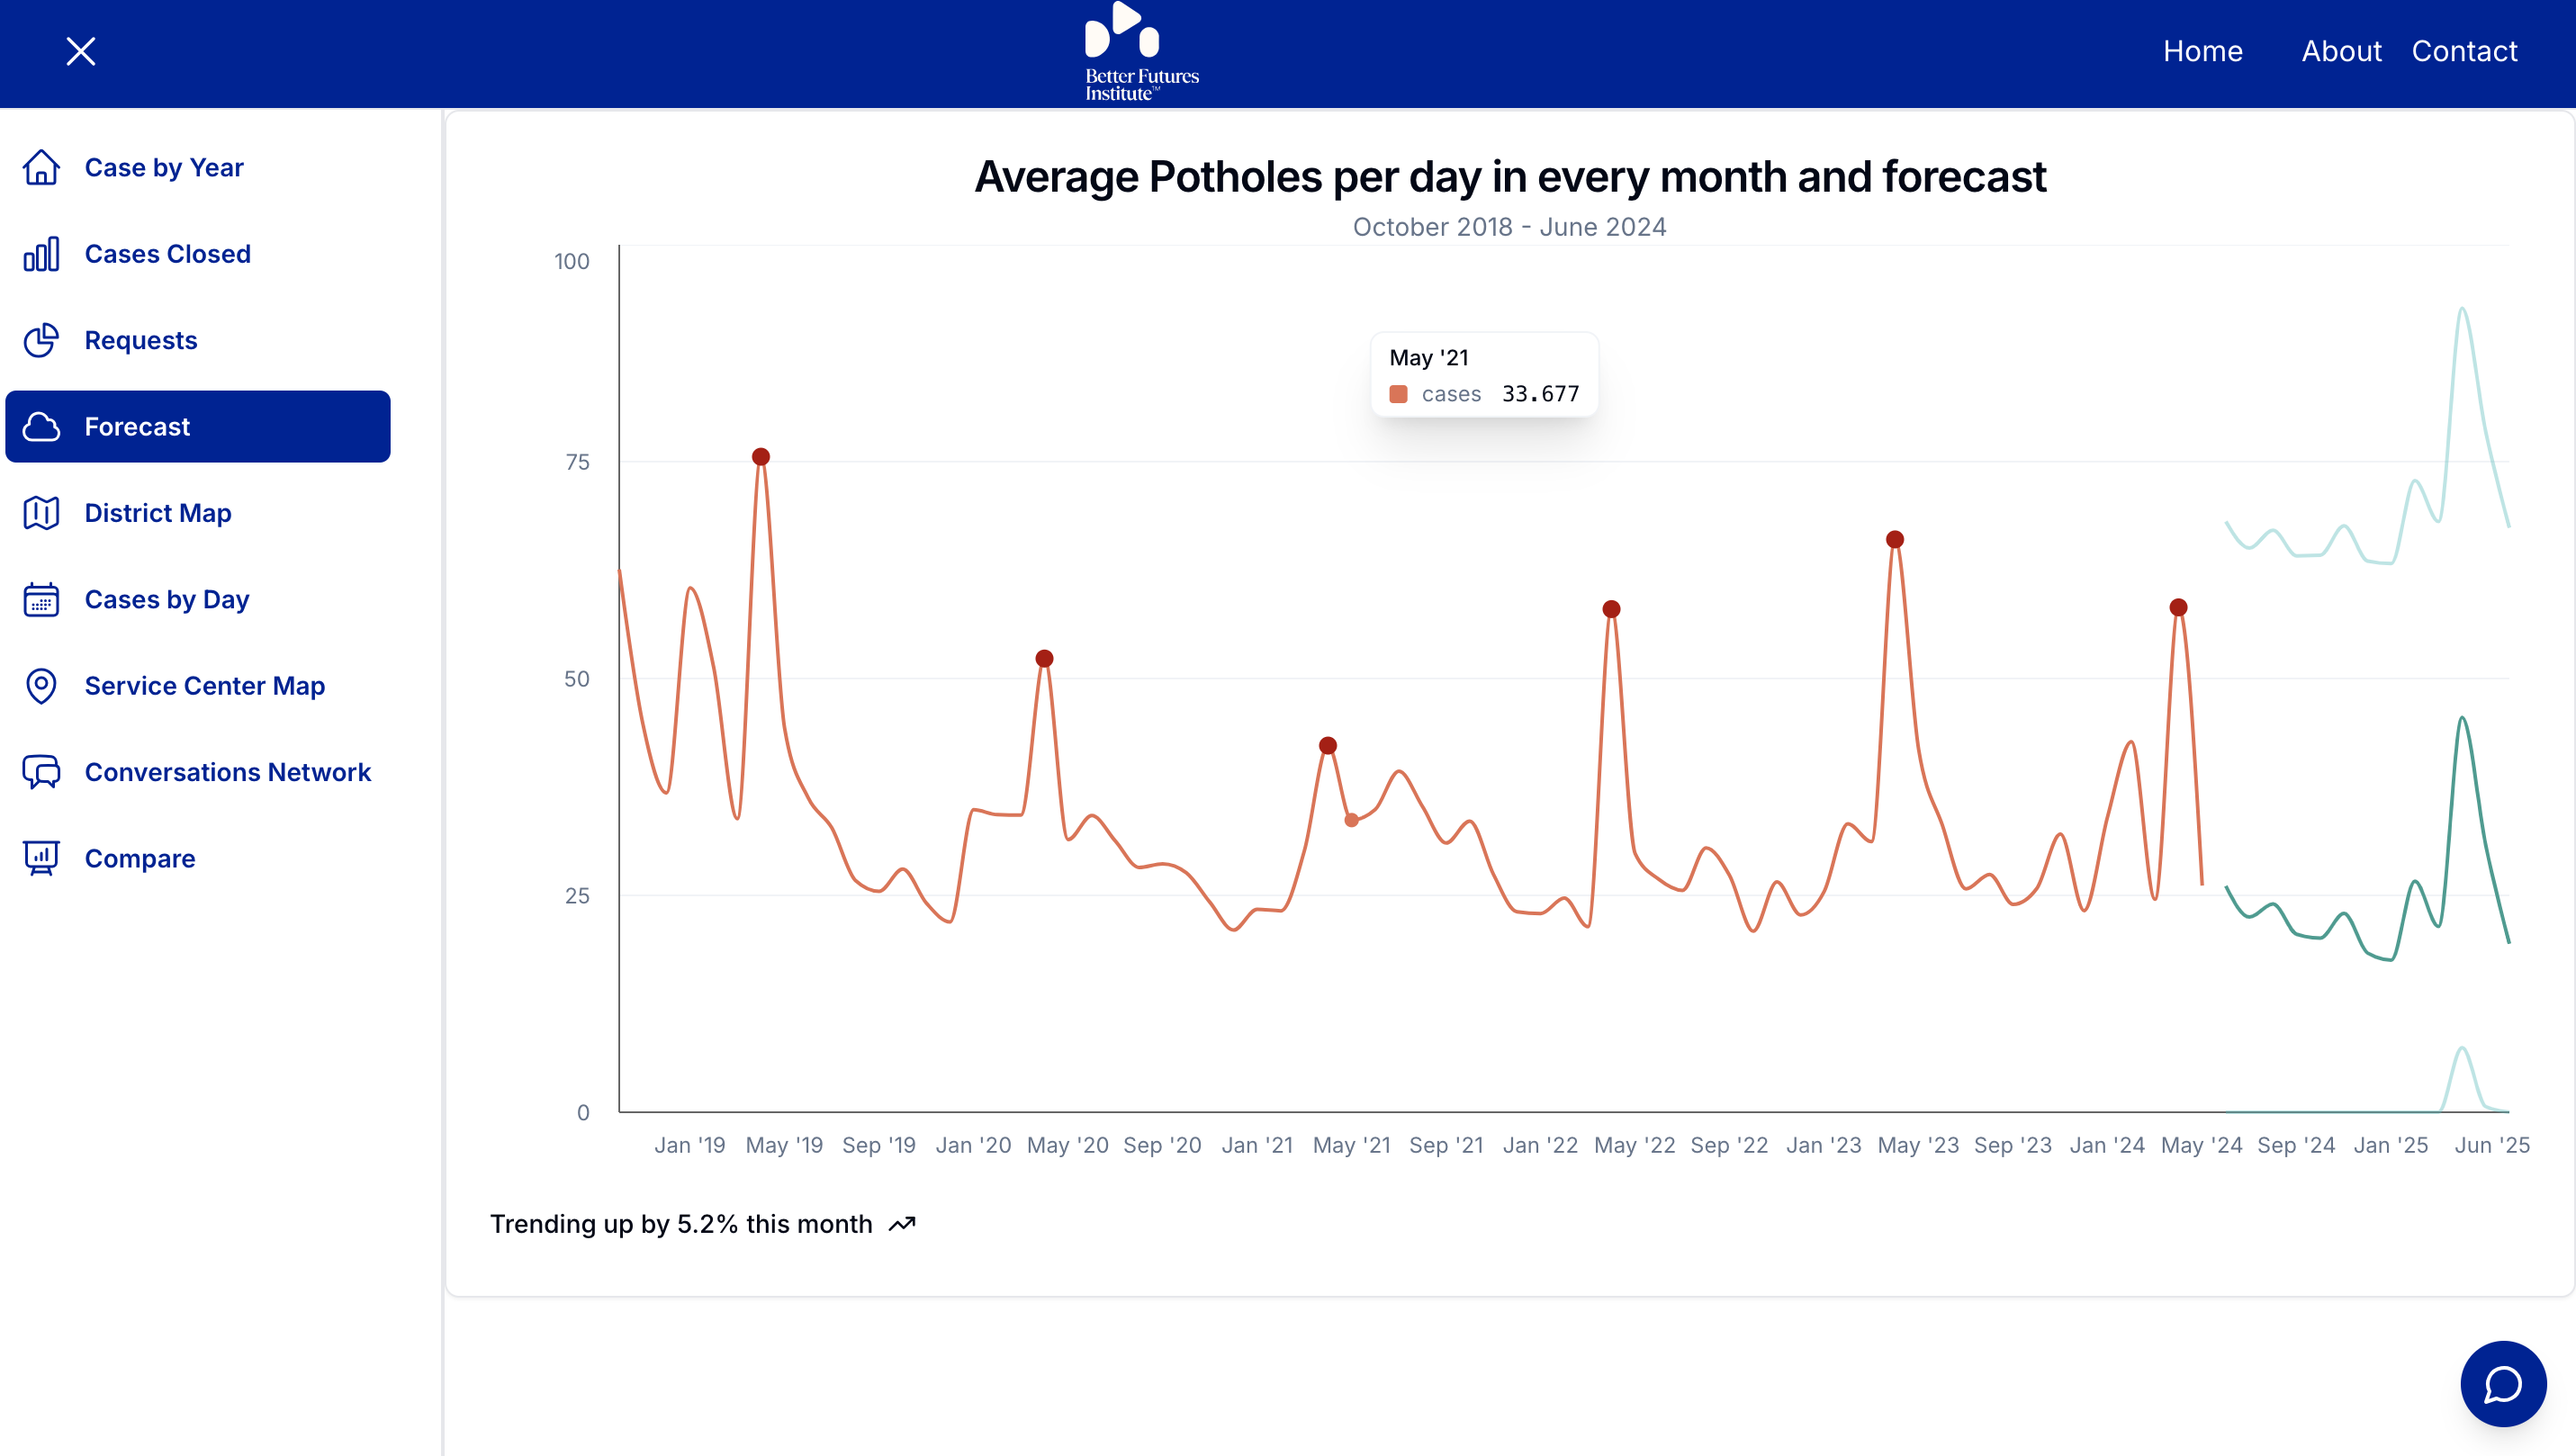 Better Futures
Institute™
Home About Contact
Case by Year
Cases Closed
Requests
Forecast
District Map
Cases by Day
Service Center Map
Conversations Network
Compare
Average Potholes per day in every month and forecast
October 2018 - June 2024
100
75
50
25
0
May '21
cases 33.677
Jan '19 May '19 Sep '19 Jan '20 May '20 Sep '20 Jan '21 May '21 Sep '21 Jan '22 May '22 Sep '22 Jan '23 May '23 Sep '23 Jan '24 May '24 Sep '24 Jan '25 Jun '25
Trending up by 5.2% this month